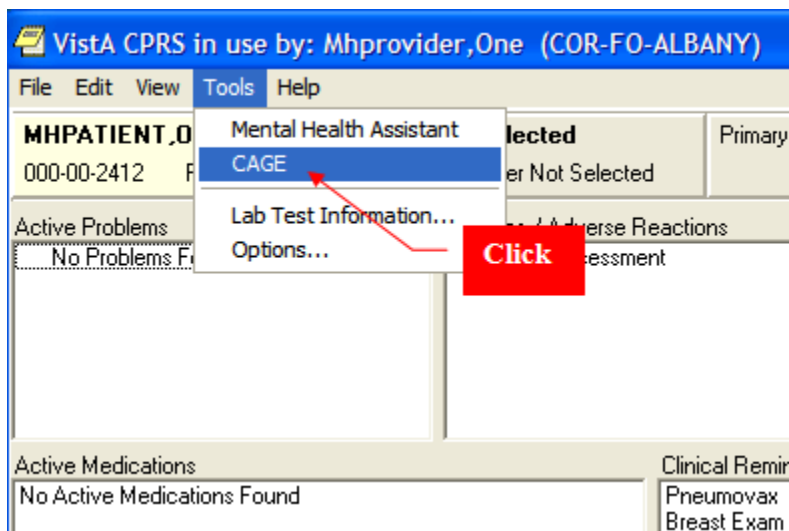 VistA CPRS in use by: Mhprovider,One (COR-FO-ALBANY)
File Edit View Tools Help
MHPATIENT,O
000-00-2412
Mental Health Assistant
CAGE
Lab Test Information...
Options...
lected
er Not Selected
Primary
Active Problems
Adverse Reactions
No Problems F
essment
Click
Active Medications
Clinical Remin
No Active Medications Found
Pneumovax
Breast Exam